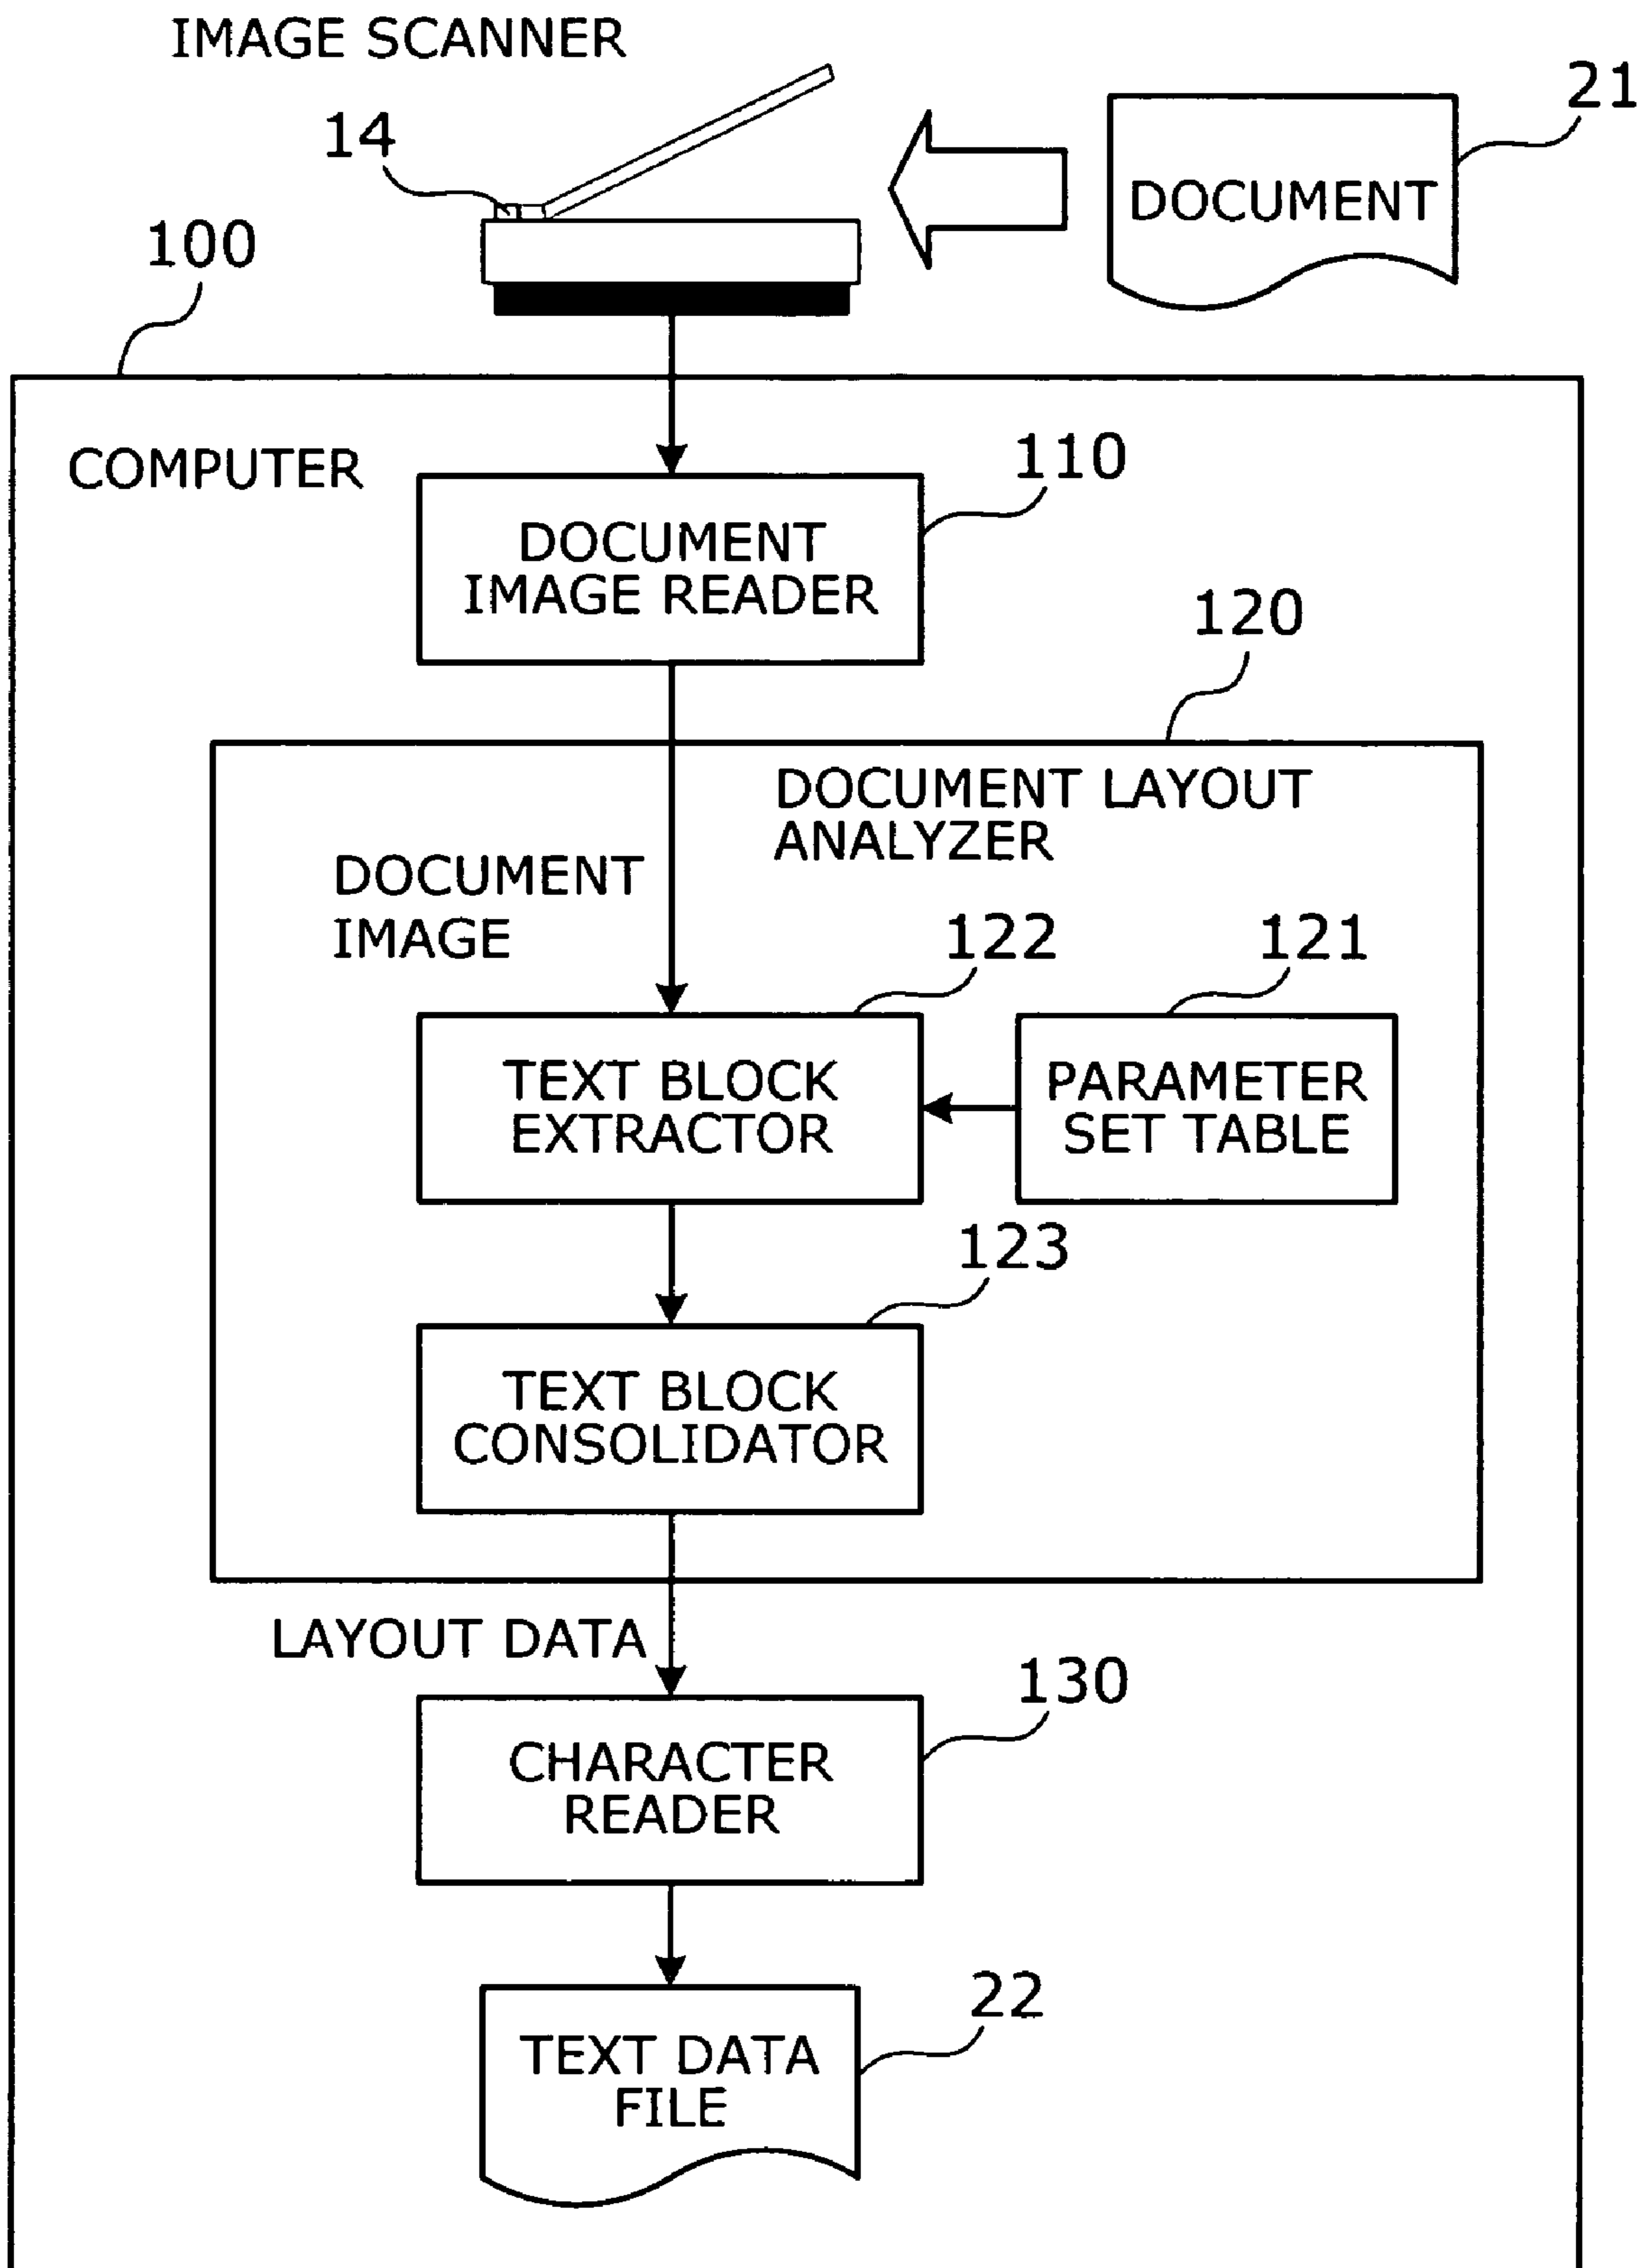 IMAGE SCANNER
21
14
DOCUMENT
100
COMPUTER
110
DOCUMENT
IMAGE READER
120
DOCUMENT LAYOUT
ANALYZER
DOCUMENT
IMAGE
122
121
TEXT BLOCK
EXTRACTOR
PARAMETER
SET TABLE
123
TEXT BLOCK
CONSOLIDATOR
LAYOUT DATA
130
CHARACTER
READER
22
TEXT DATA
FILE